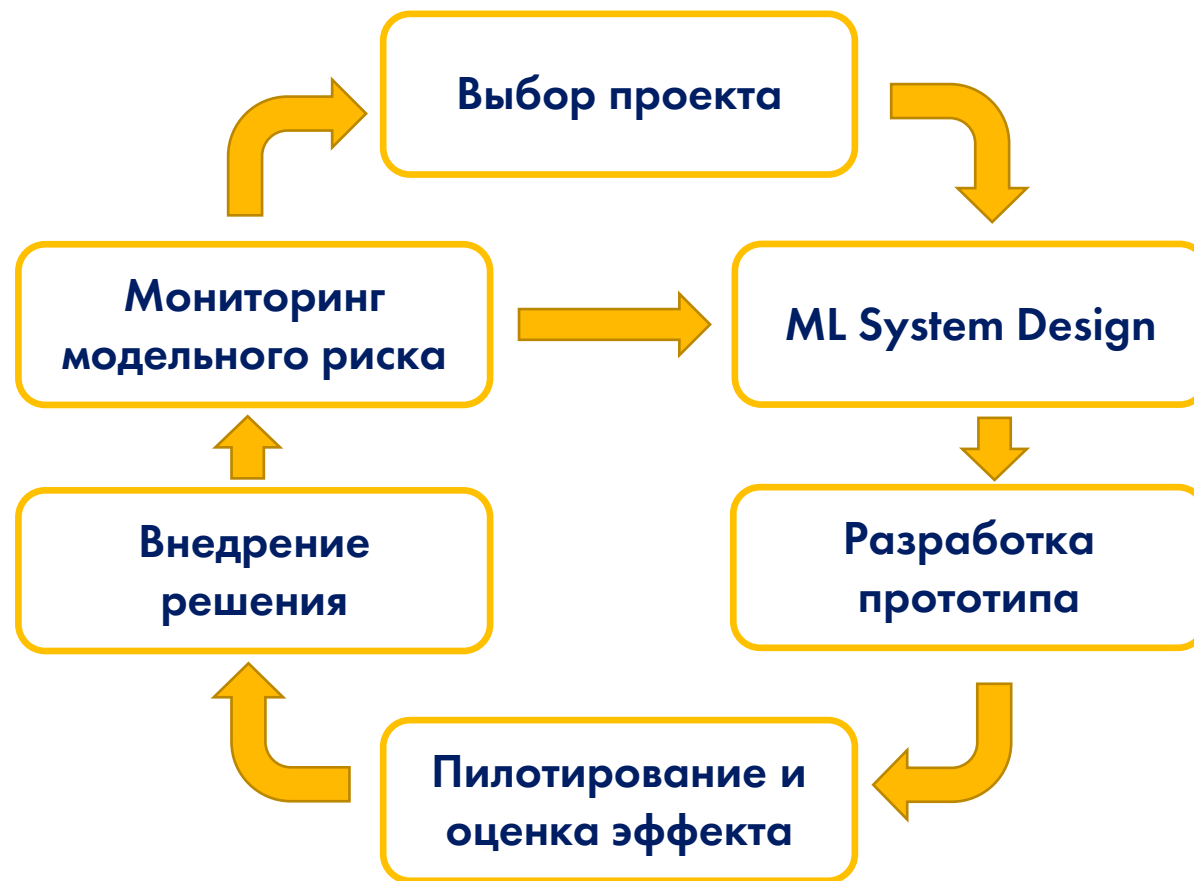 Выбор проекта
Мониторинг
модельного риска
ML System Design
Внедрение
решения
Разработка
прототипа
Пилотирование и
оценка эффекта